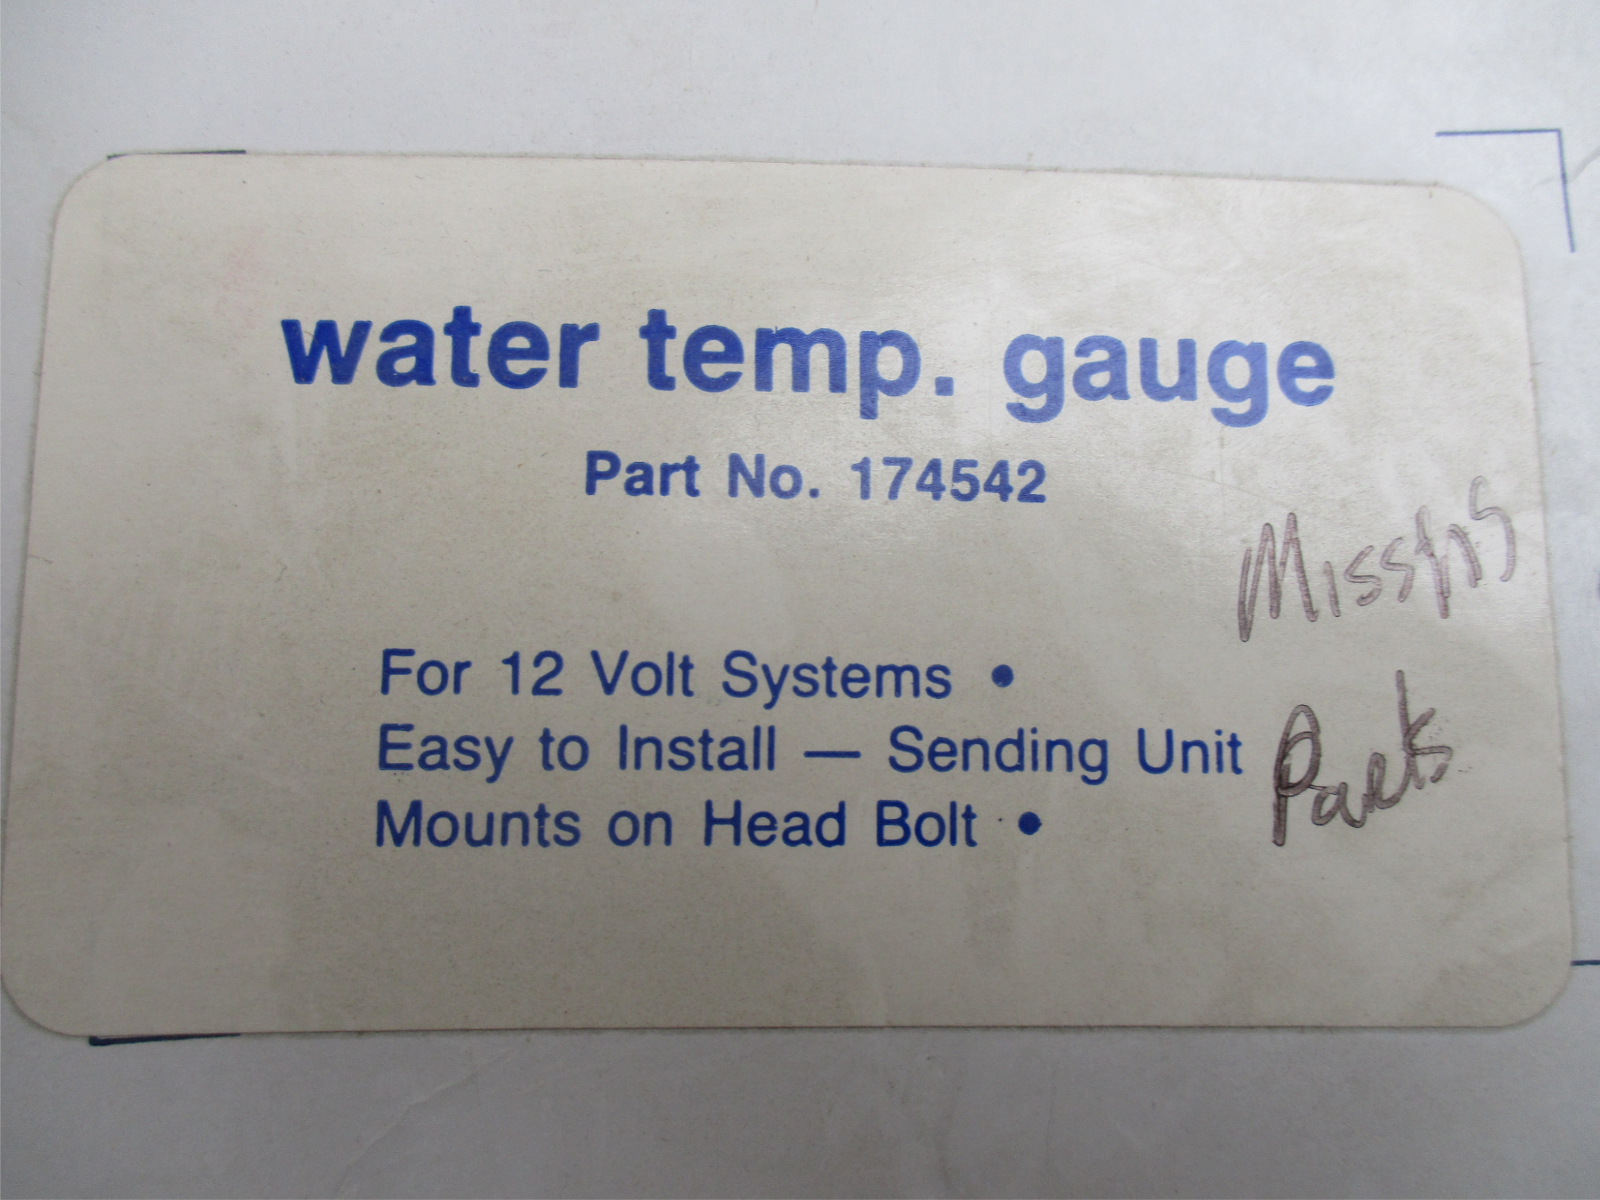 water temp. gauge
Part No. 174542
For 12 Volt Systems •
Easy to Install — Sending Unit
Mounts on Head Bolt •
Missing
Parts